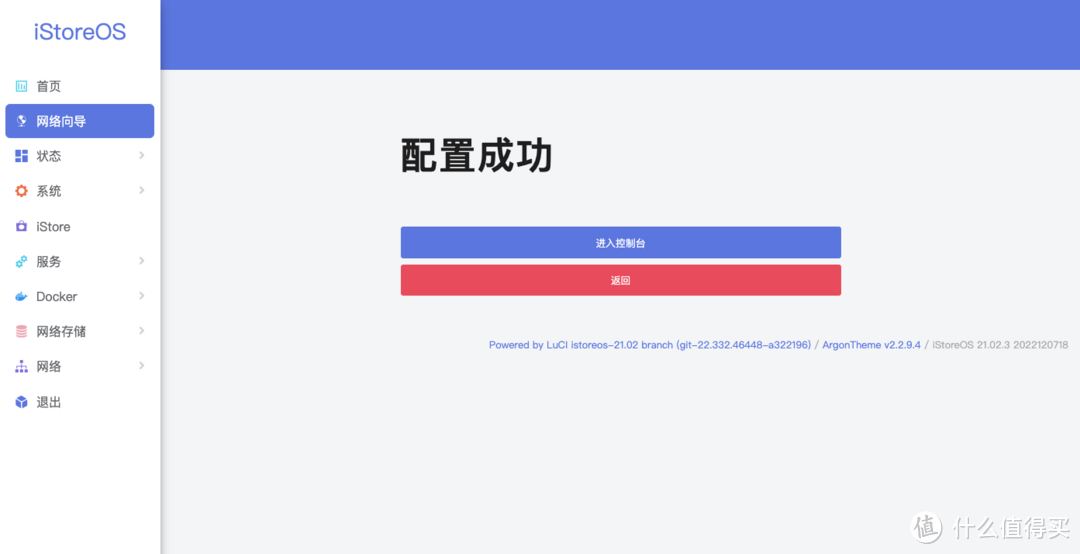 iStoreOS
首页
网络向导
状态
系统
iStore
服务
Docker
网络存储
网络
退出
配置成功
进入控制台
返回
Powered by LuCI istoreos-21.02 branch (git-22.332.46448-a322196) / ArgonTheme v2.2.9.4 / iStoreOS 21.02.3 2022120718
值 什么值得买